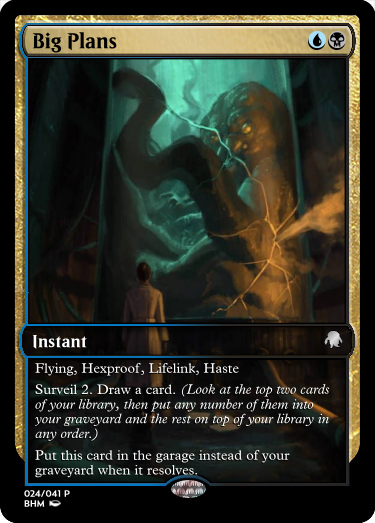 Big Plans
Instant
Flying, Hexproof, Lifelink, Haste
Surveil 2. Draw a card. (Look at the top two cards
of your library, then put any number of them into
your graveyard and the rest on top of your library in
any order.)
Put this card in the garage instead of your
graveyard when it resolves.
024/041 P
BHM